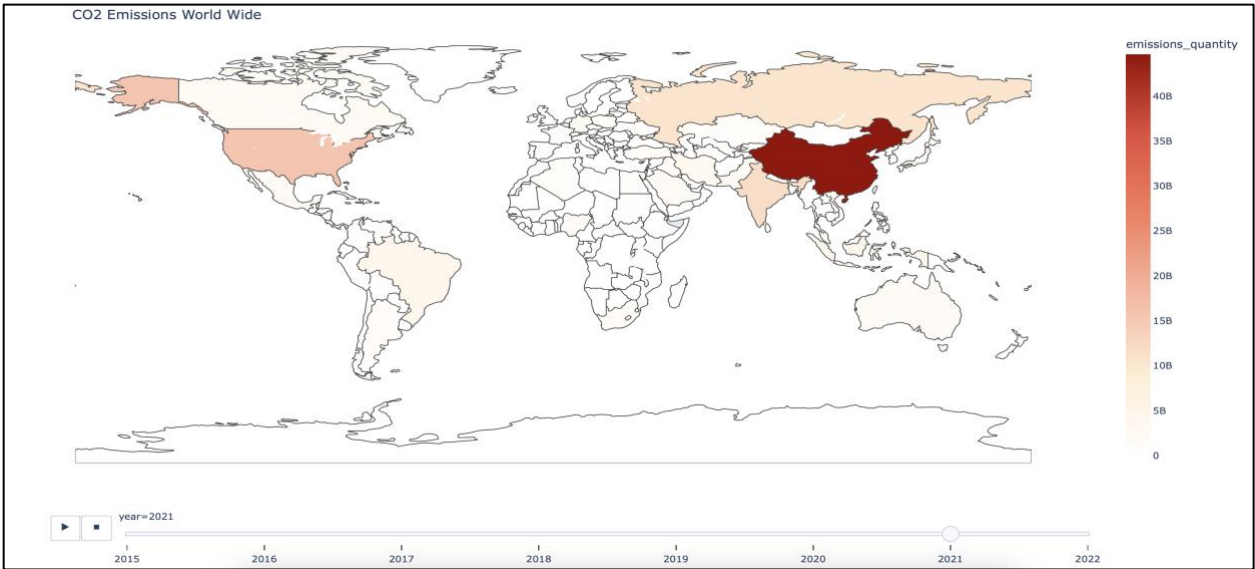 CO2 Emissions World Wide
emissions_quantity
40B
35B
30B
25B
20B
15B
10B
5B
0
year=2021
2015 2016 2017 2018 2019 2020 2021 2022